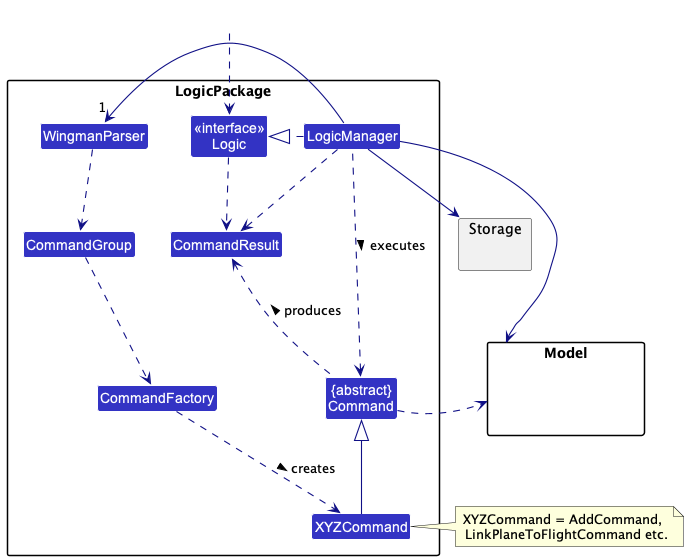 LogicPackage
1
WingmanParser
«interface»
Logic
LogicManager
Storage
CommandGroup
CommandResult
executes
produces
Model
{abstract}
Command
CommandFactory
creates
XYZCommand
XYZCommand = AddCommand,
LinkPlaneToFlightCommand etc.